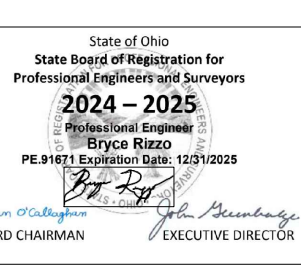 State of Ohio
State Board of Registration for
Professional Engineers and Surveyors
2024 – 2025
Professional Engineer
Bryce Rizzo
PE.91671 Expiration Date: 12/31/2025
n O'Callaghan
John
RD CHAIRMAN
EXECUTIVE DIRECTOR